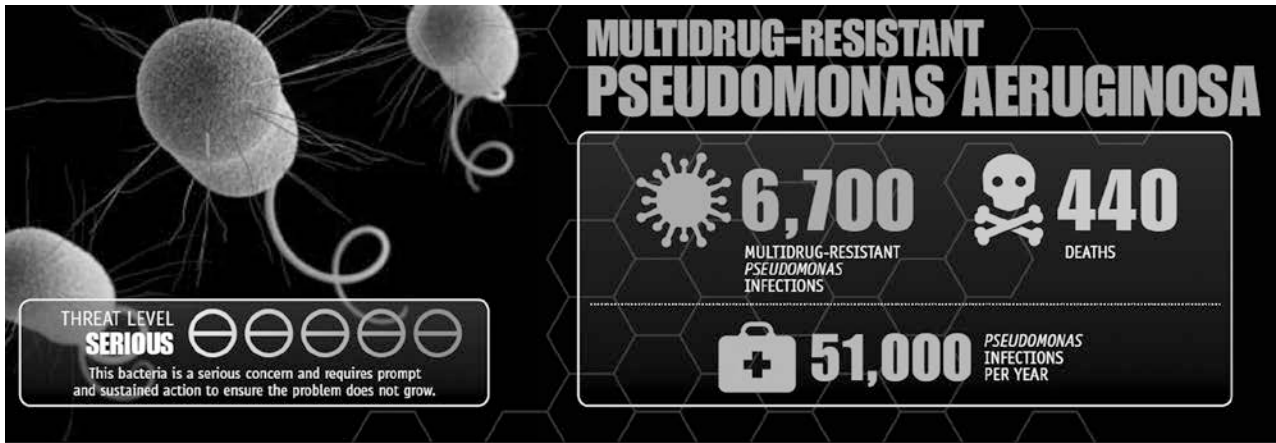 MULTIDRUG-RESISTANT
PSEUDOMONAS AERUGINOSA
6,700
MULTIDRUG-RESISTANT
PSEUDOMONAS
INFECTIONS
440
DEATHS
51,000
PSEUDOMONAS
INFECTIONS
PER YEAR
THREAT LEVEL
SERIOUS
This bacteria is a serious concern and requires prompt
and sustained action to ensure the problem does not grow.